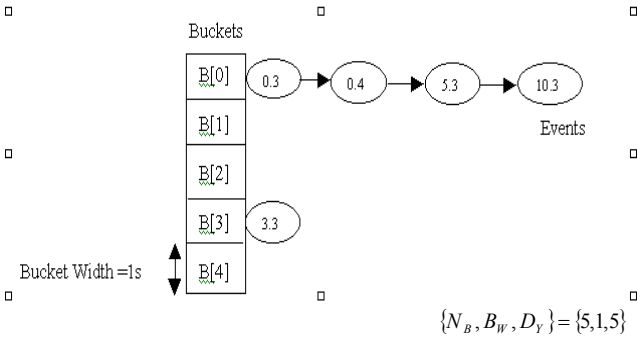 Buckets
B[0] 0.3 0.4 5.3 10.3
Events
B[1]
B[2]
B[3] 3.3
Bucket Width =1s
B[4]
{N_B, B_W, D_Y} = {5,1,5}